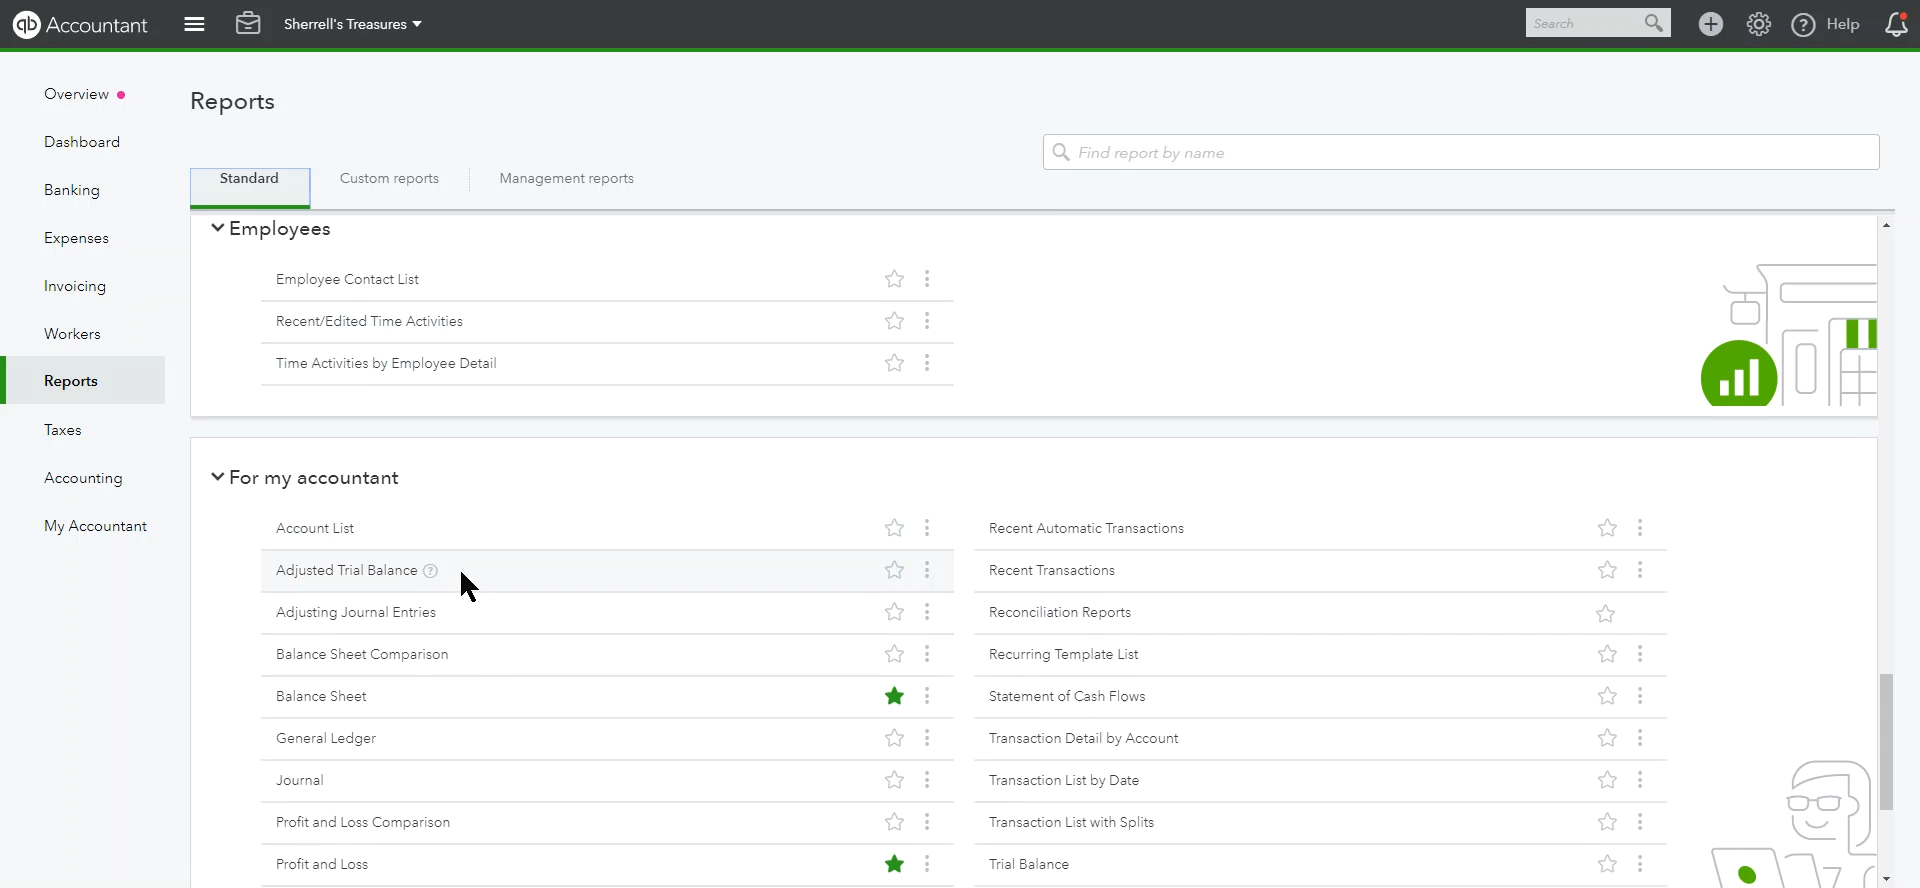 qb Accountant
Sherrell's Treasures
Search
Help
Overview
Dashboard
Banking
Expenses
Invoicing
Workers
Reports
Taxes
Accounting
My Accountant
Reports
Find report by name
Standard
Custom reports
Management reports
Employees
Employee Contact List
Recent/Edited Time Activities
Time Activities by Employee Detail
For my accountant
Account List
Adjusted Trial Balance ?
Adjusting Journal Entries
Balance Sheet Comparison
Balance Sheet
General Ledger
Journal
Profit and Loss Comparison
Profit and Loss
Recent Automatic Transactions
Recent Transactions
Reconciliation Reports
Recurring Template List
Statement of Cash Flows
Transaction Detail by Account
Transaction List by Date
Transaction List with Splits
Trial Balance